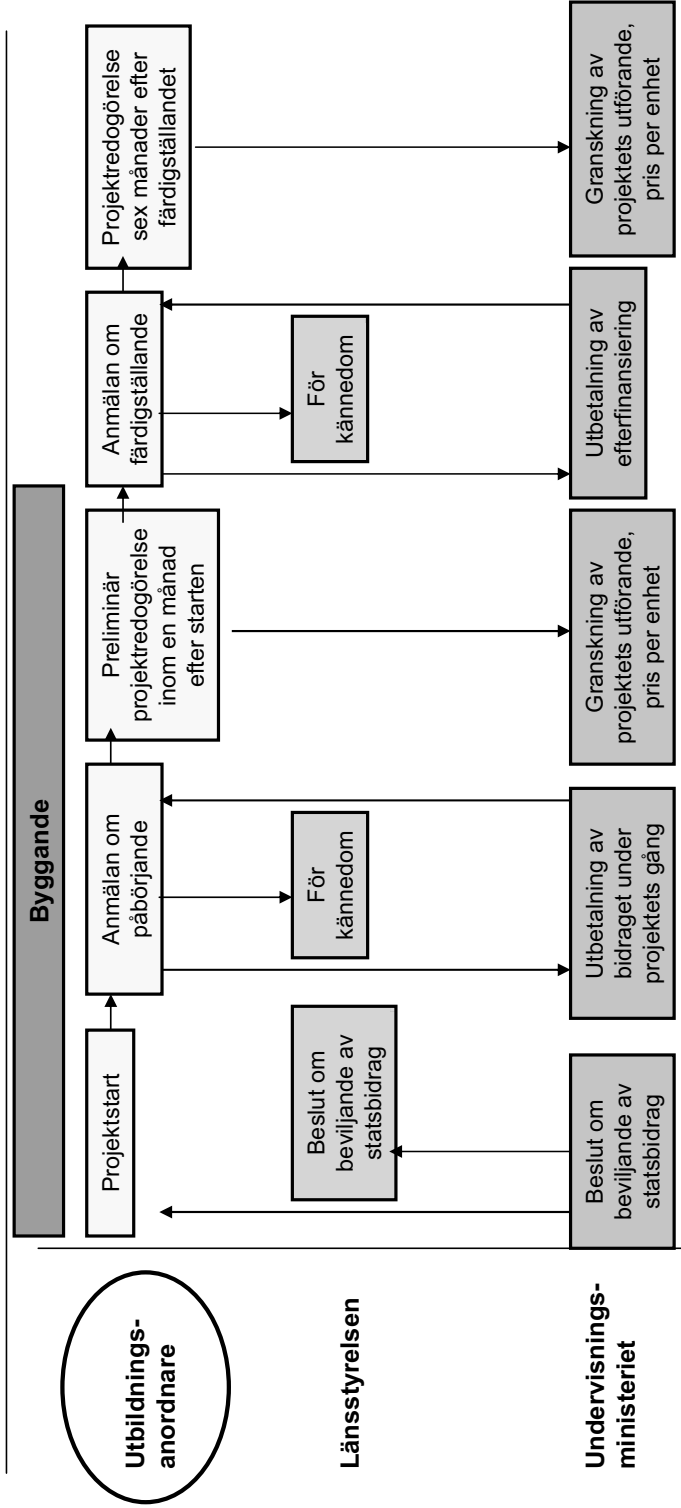 Byggande
Utbildnings-
anordnare
Projektstart
Anmälan om
påbörjande
Preliminär
projektredogörelse
inom en månad
efter starten
Anmälan om
färdigställande
Projektredogörelse
sex månader efter
färdigställandet
Länsstyrelsen
Beslut om
beviljande av
statsbidrag
För
kännedom
För
kännedom
Undervisnings-
ministeriet
Beslut om
beviljande av
statsbidrag
Utbetalning av
bidraget under
projektets gång
Granskning av
projektets utförande,
pris per enhet
Utbetalning av
efterfinansiering
Granskning av
projektets utförande,
pris per enhet